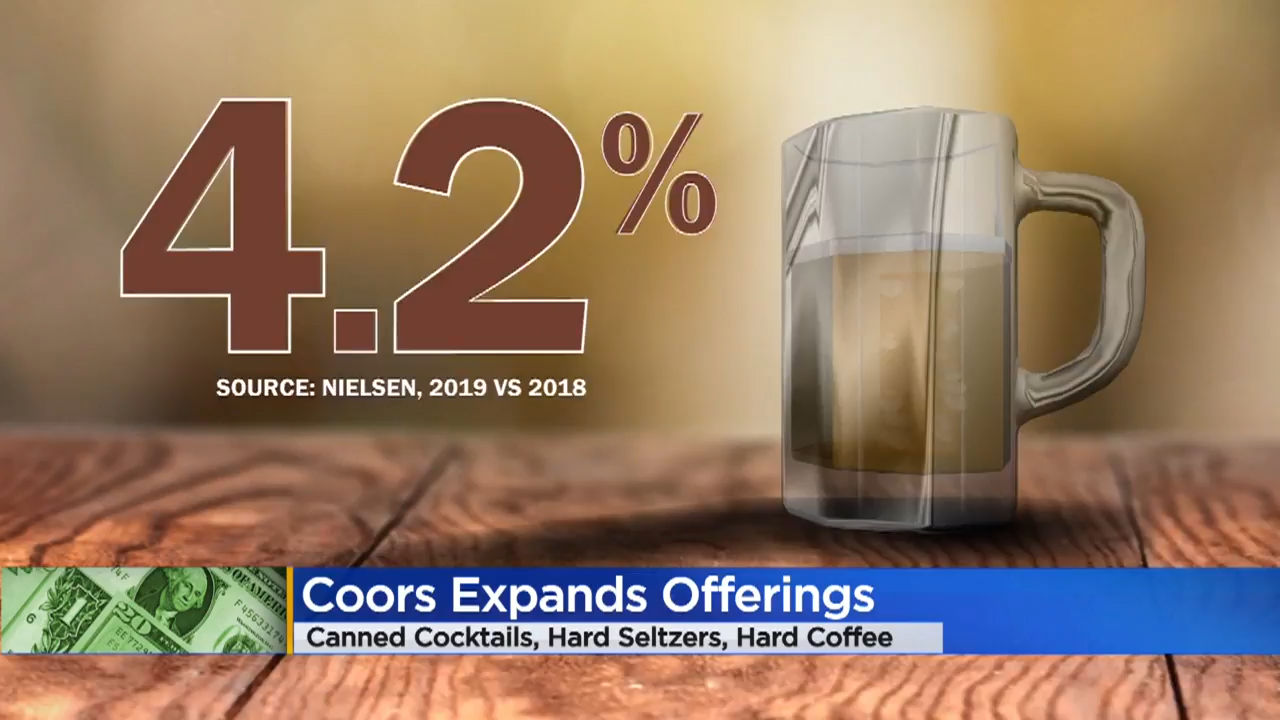 4.2%
SOURCE: NIELSEN, 2019 VS 2018
Coors Expands Offerings
Canned Cocktails, Hard Seltzers, Hard Coffee